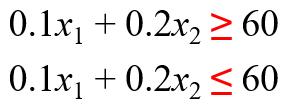 0.1x₁ + 0.2x₂ ≥ 60
0.1x₁ + 0.2x₂ ≤ 60